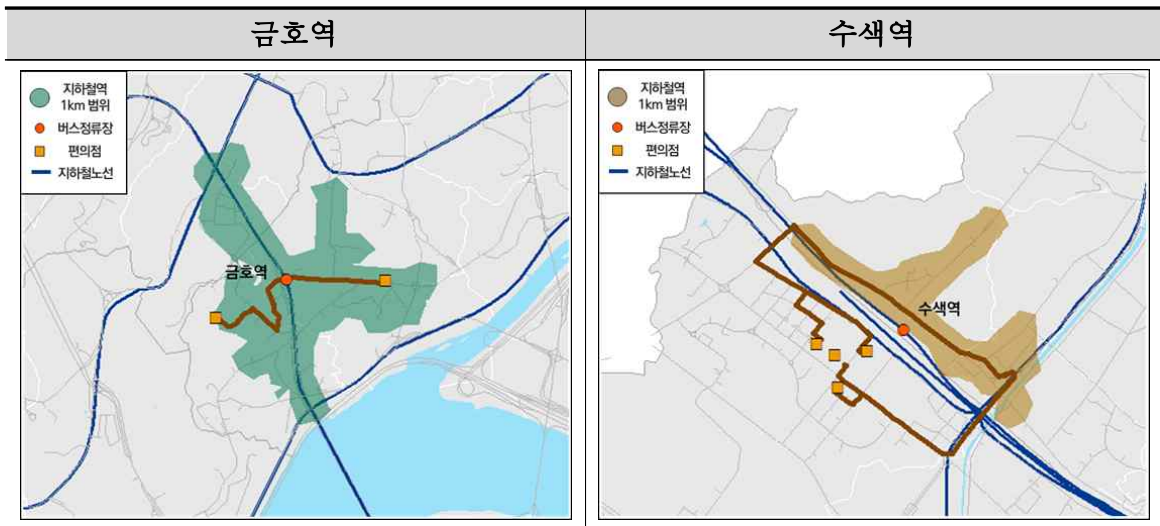 금호역
수색역
지하철역
1km 범위
버스정류장
편의점
지하철노선
금호역
지하철역
1km 범위
버스정류장
편의점
지하철노선
수색역